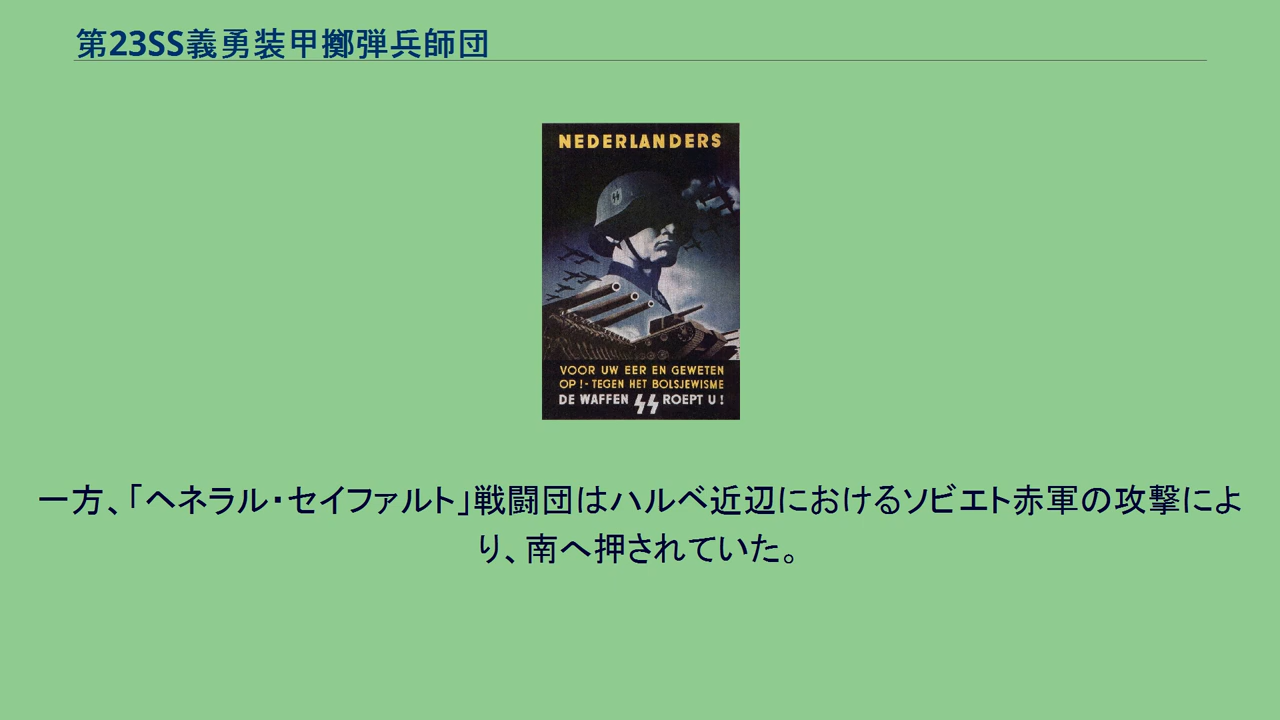 第23SS義勇装甲擲弾兵師団
NEDERLANDERS
VOOR UW EER EN GEWETEN
OP!- TEGEN HET BOLSJEWISME
DE WAFFEN SS ROEPT U!
一方、「ヘネラル・セイファルト」戦闘団はハルベ近辺におけるソビエト赤軍の攻撃によ
り、南へ押されていた。